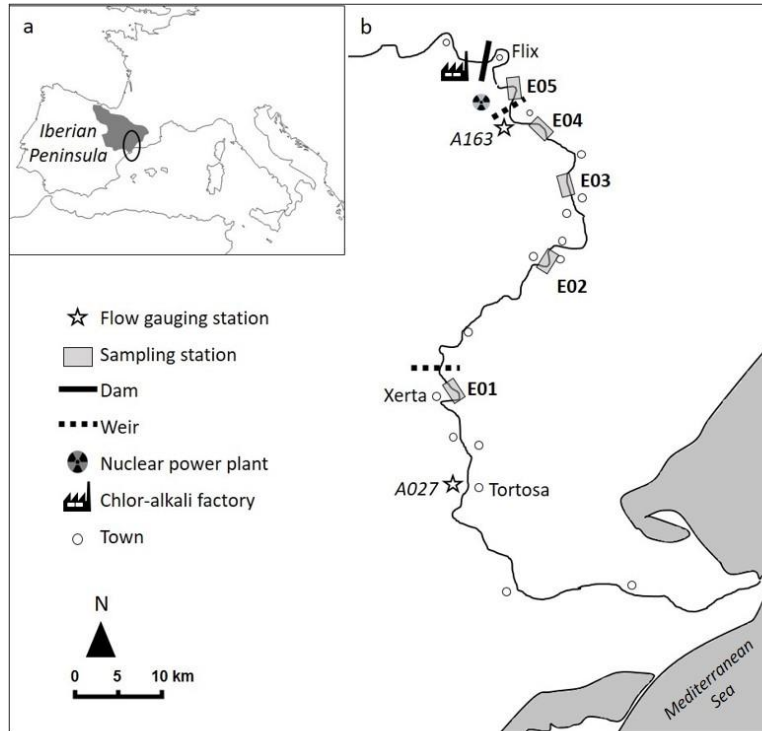 a
Iberian
Peninsula
b
Flix
E05
A163
E04
E03
E02
Xerta
E01
A027
Tortosa
Flow gauging station
Sampling station
Dam
Weir
Nuclear power plant
Chlor-alkali factory
Town
N
0 5 10 km
Mediterranean
Sea